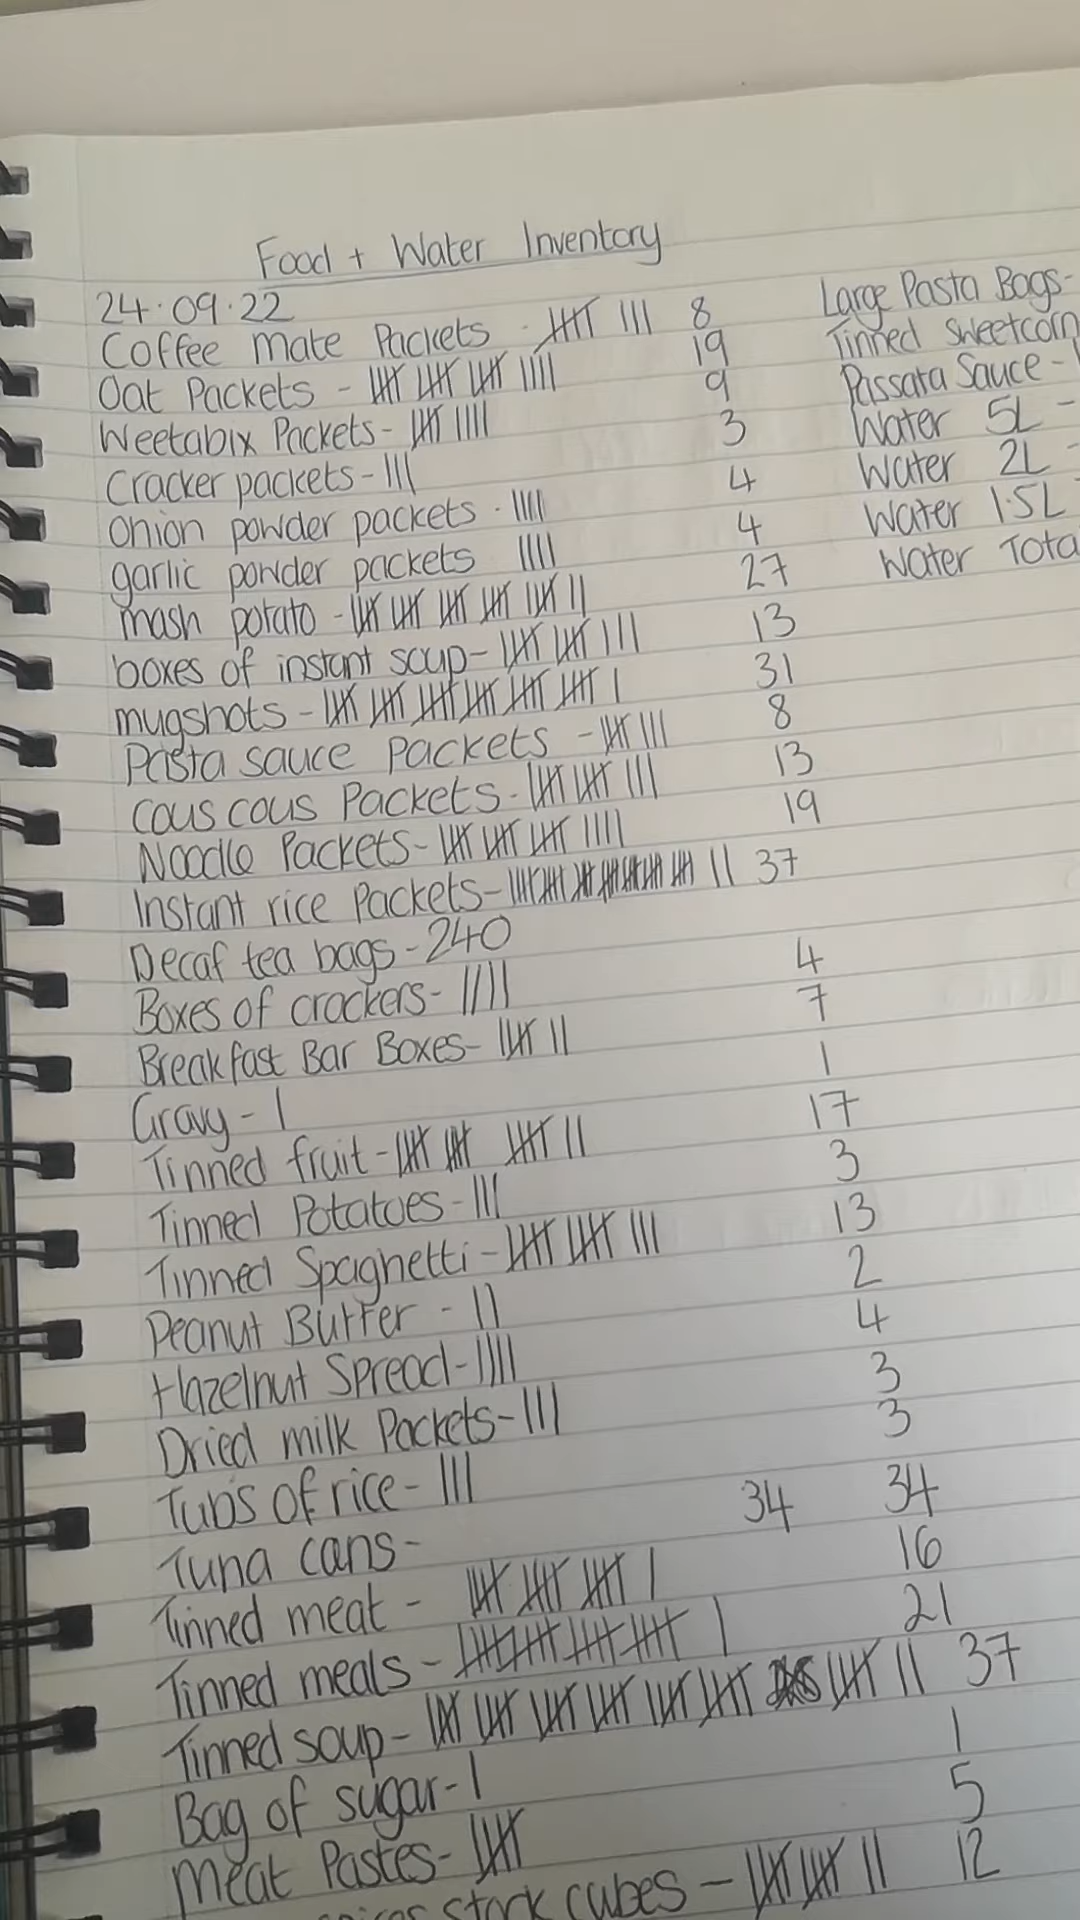 Food + Water Inventory
24.09.22
Coffee mate Packets - 8
Oat Packets - 19
Weetabix Packets - 9
Cracker packets - 3
onion powder packets - 4
garlic powder packets 4
mash potato - 27
boxes of instant soup - 13
mugshots - 31
Pasta sauce packets - 8
cous cous Packets - 13
Noodle Packets - 19
Instant rice Packets - 37
Decaf tea bags - 240
Boxes of crackers - 4
Breakfast Bar Boxes - 7
Gravy - 1
Tinned fruit - 17
Tinned Potatoes - 3
Tinned Spaghetti - 13
Peanut Butter - 2
Hazelnut Spread - 4
Dried milk Packets - 3
Tubs of rice - 3
Tuna cans - 34 34
Tinned meat - 16
Tinned meals - 21
Tinned soup - 37
Bag of sugar - 1
Meat Pastes - 5
stock cubes - 12
Large Pasta Bags -
Tinned Sweetcorn
Passata Sauce -
Water 5L -
Water 2L -
Water 1.5L -
Water Tota